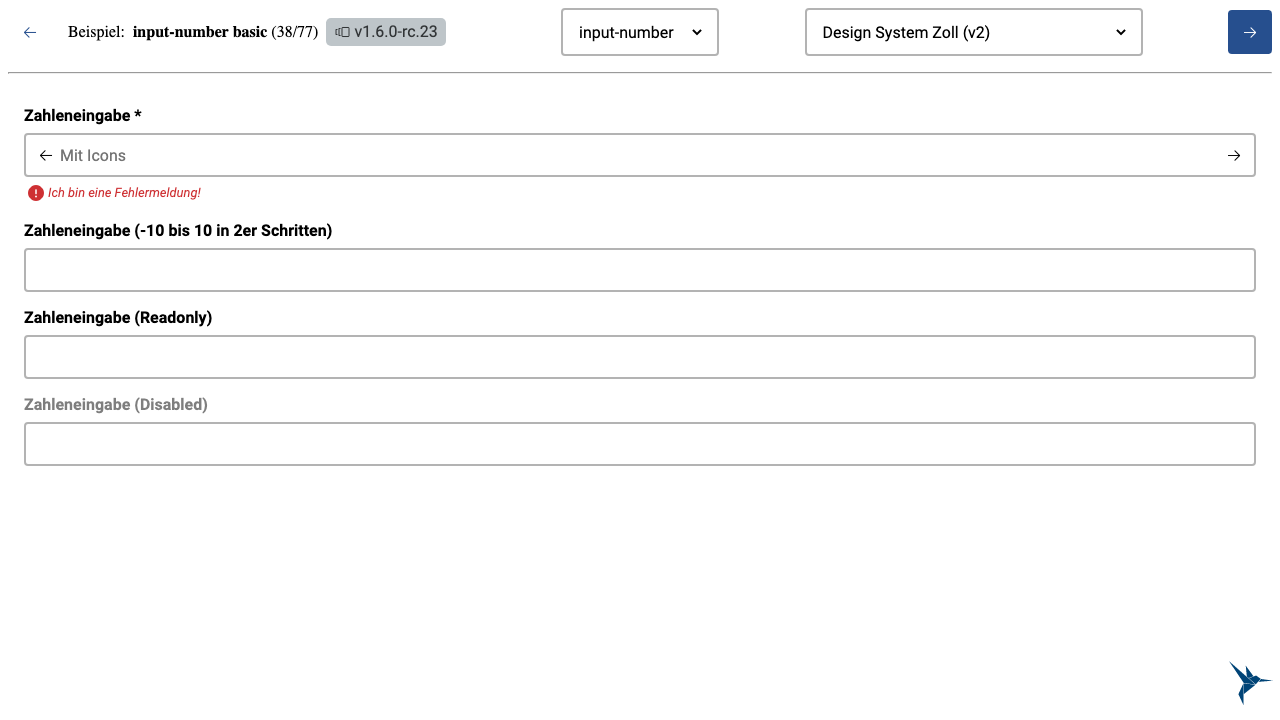 Beispiel: input-number basic (38/77) v1.6.0-rc.23 input-number Design System Zoll (v2)
Zahleneingabe *
Mit Icons
Ich bin eine Fehlermeldung!
Zahleneingabe (-10 bis 10 in 2er Schritten)
Zahleneingabe (Readonly)
Zahleneingabe (Disabled)